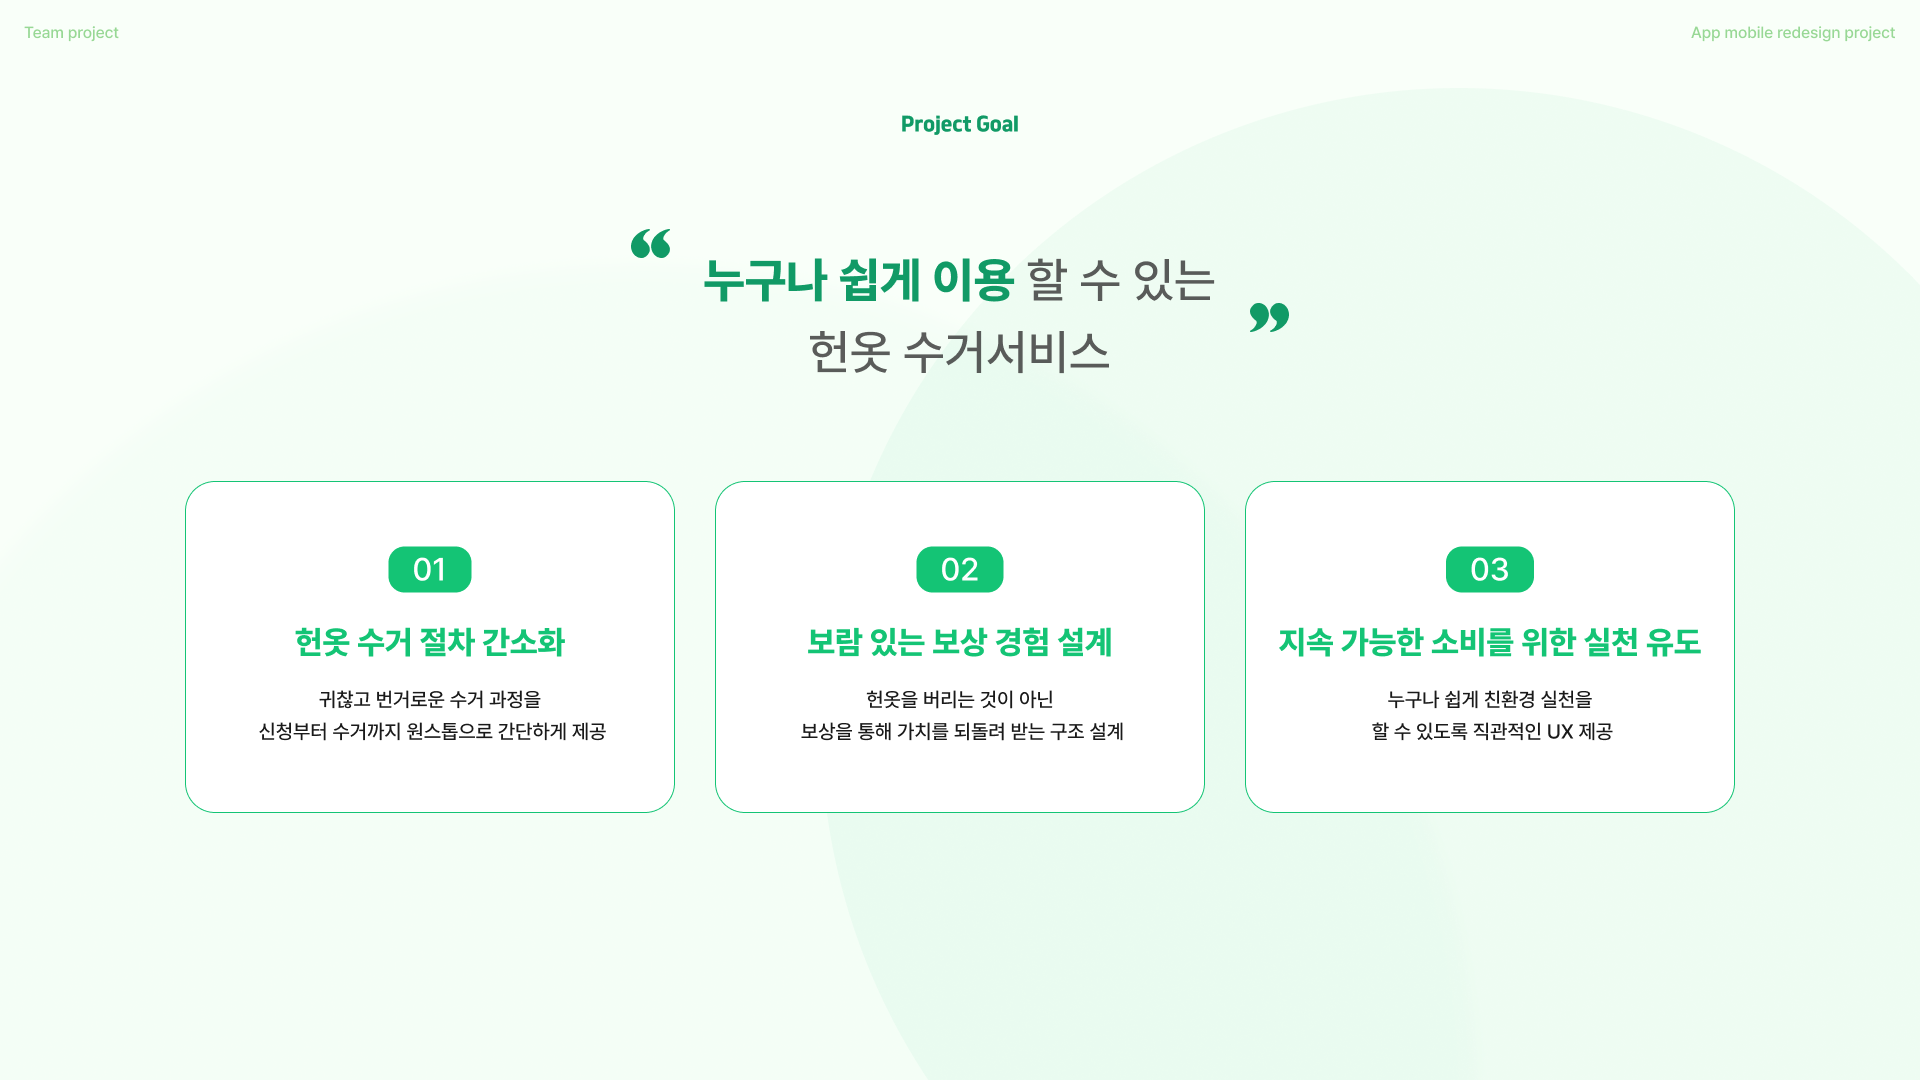 Team project
App mobile redesign project
Project Goal
“ 누구나 쉽게 이용 할 수 있는
헌옷 수거서비스 ”
01
헌옷 수거 절차 간소화
귀찮고 번거로운 수거 과정을
신청부터 수거까지 원스톱으로 간단하게 제공
02
보람 있는 보상 경험 설계
헌옷을 버리는 것이 아닌
보상을 통해 가치를 되돌려 받는 구조 설계
03
지속 가능한 소비를 위한 실천 유도
누구나 쉽게 친환경 실천을
할 수 있도록 직관적인 UX 제공